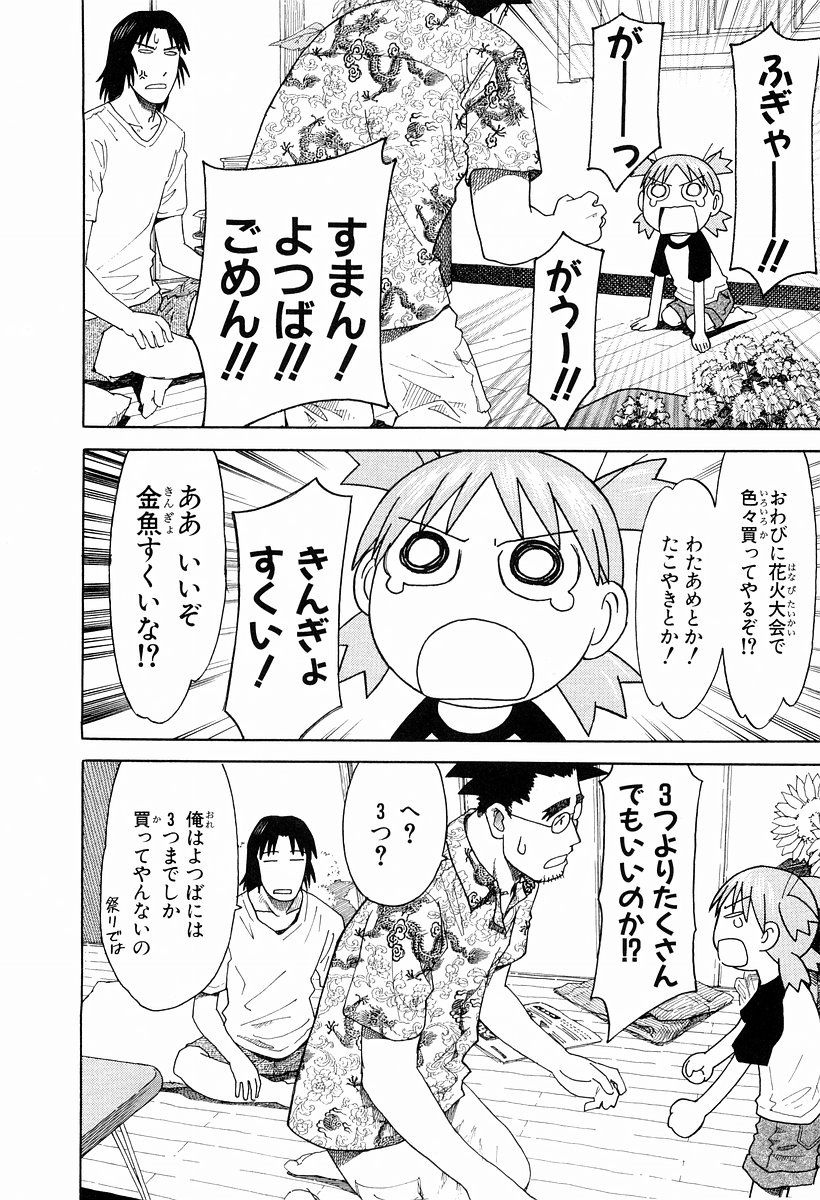 ふぎゃーーー!!
がーーーっ
がうー!!
すまん!
よつば!!
ごめん!!
おわびに花火大会で
色々買ってやるぞ!?
わたあめとか!
たこやきとか!
きんぎょ
すくい!
ああ いいぞ
金魚すくいな!?
3つよりたくさん
でもいいのか!?
へ?
3つ?
俺はよつばには
3つまでしか
買ってやんないの
祭りでは